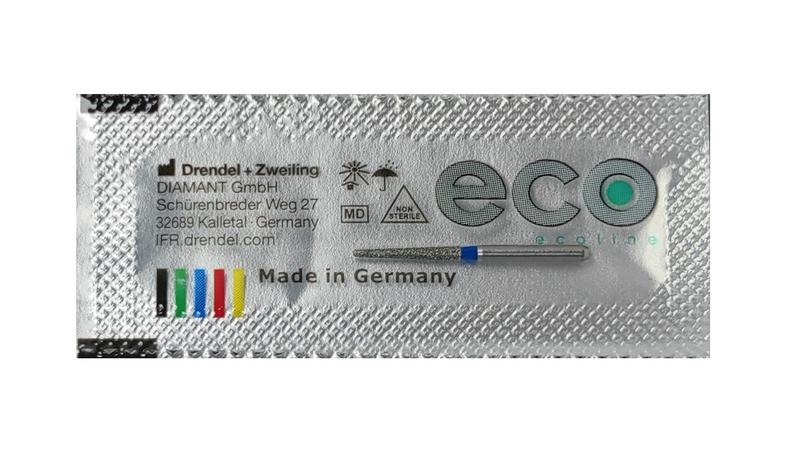 Drendel + Zweiling
DIAMANT GmbH
Schürenbreder Weg 27
32689 Kalletal · Germany
IFR.drendel.com
MD
NON
STERILE
eco
ecoline
Made in Germany